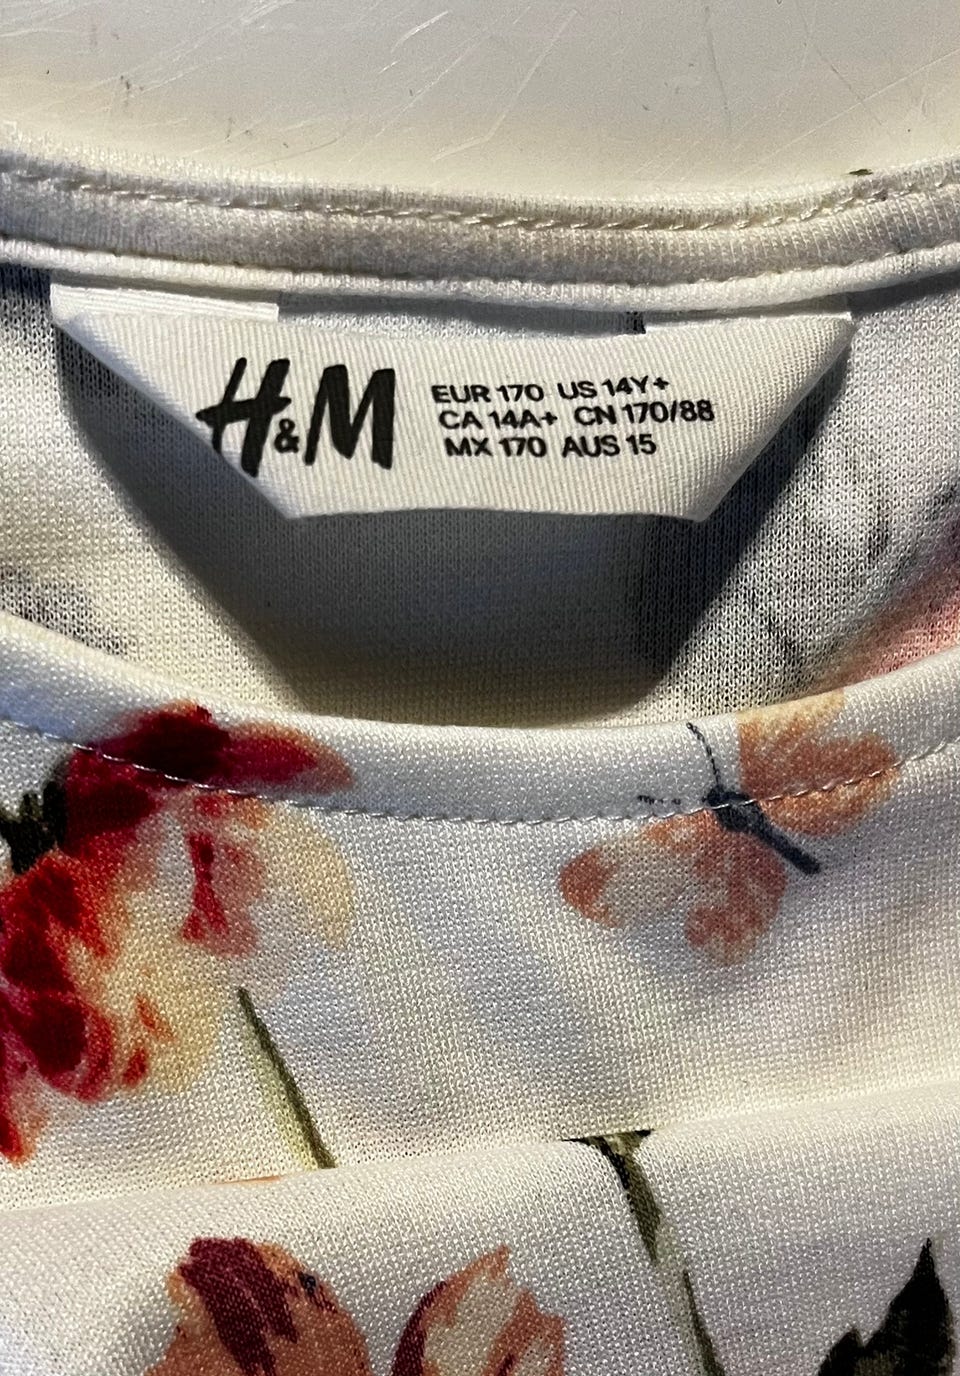 H&M
EUR 170 US 14Y+
CA 14A+ CN 170/88
MX 170 AUS 15